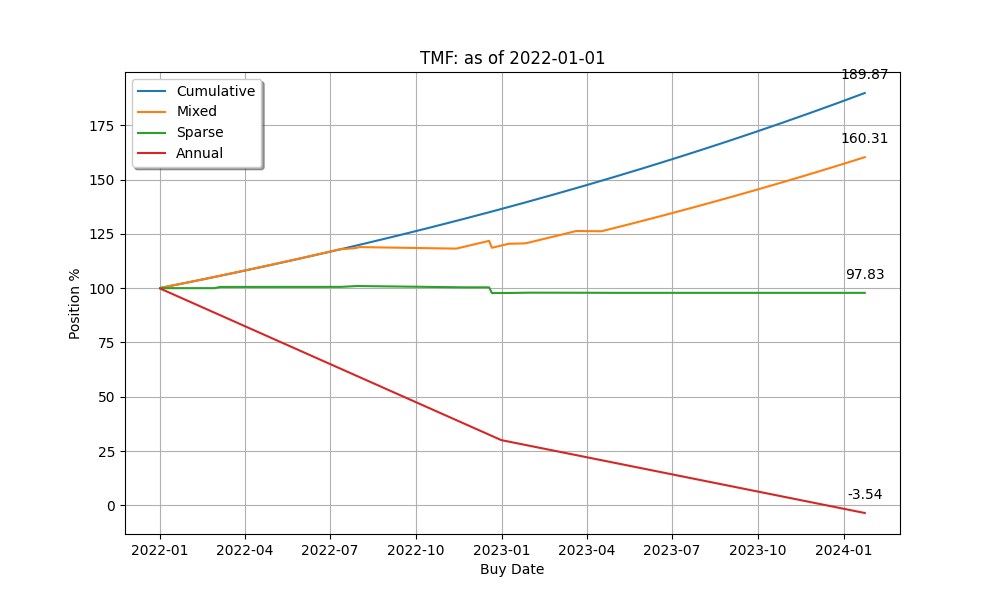 TMF: as of 2022-01-01
189.87
Cumulative
Mixed
Sparse
Annual
160.31
97.83
-3.54
175
150
125
100
75
50
25
0
Position %
2022-01 2022-04 2022-07 2022-10 2023-01 2023-04 2023-07 2023-10 2024-01
Buy Date